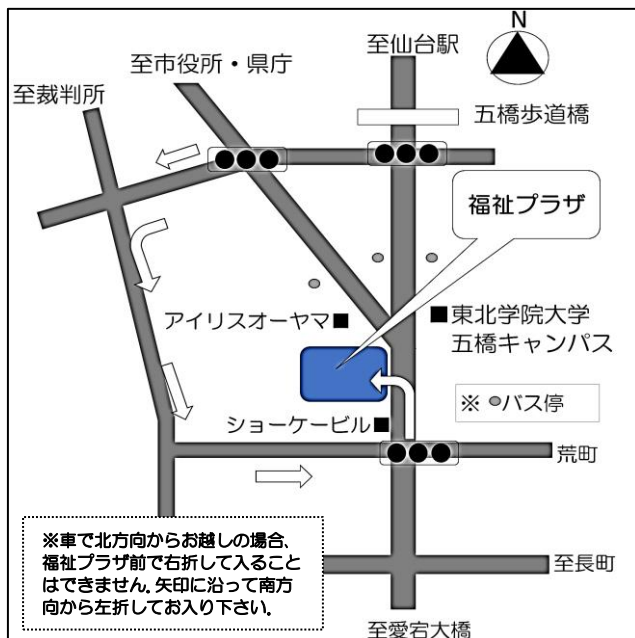 N
至仙台駅
至市役所・県庁
至裁判所
五橋歩道橋
福祉プラザ
アイリスオーヤマ■
■東北学院大学
五橋キャンパス
※ バス停
ショーケービル■
荒町
※車で北方向からお越しの場合、
福祉プラザ前で右折して入ること
はできません。矢印に沿って南方
向から左折してお入り下さい。
至長町
至愛宕大橋